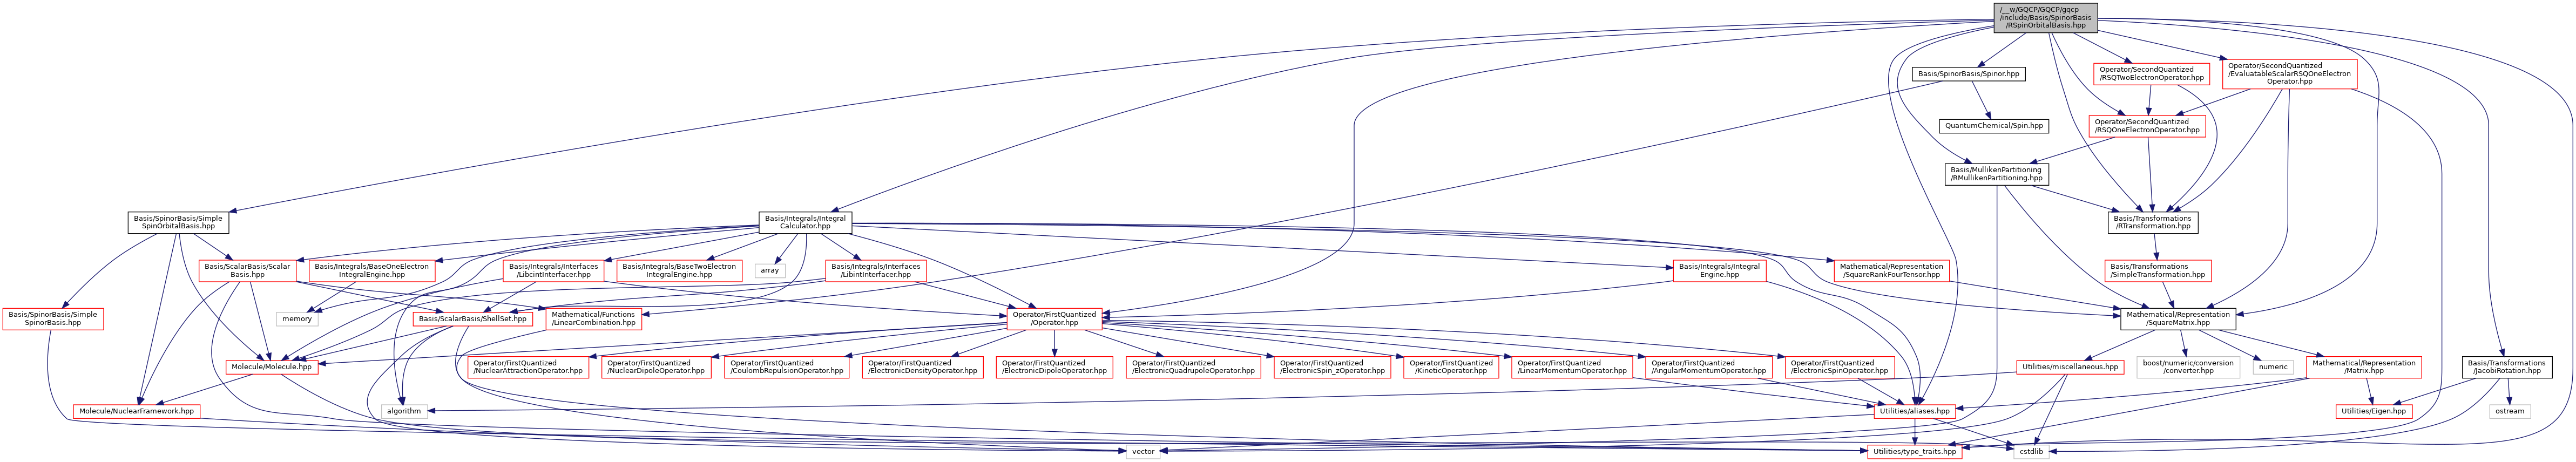 /__w/GQCP/GQCP/gqcp
/include/Basis/SpinorBasis
/RSpinOrbitalBasis.hpp
Basis/SpinorBasis/Spinor.hpp
Operator/SecondQuantized
/RSQTwoElectronOperator.hpp
Operator/SecondQuantized
/EvaluatableScalarRSQOneElectron
Operator.hpp
QuantumChemical/Spin.hpp
Operator/SecondQuantized
/RSQOneElectronOperator.hpp
Basis/MullikenPartitioning
/RMullikenPartitioning.hpp
Basis/SpinorBasis/Simple
SpinOrbitalBasis.hpp
Basis/Integrals/Integral
Calculator.hpp
Basis/Transformations
/RTransformation.hpp
Basis/ScalarBasis/Scalar
Basis.hpp
Basis/Integrals/BaseOneElectron
IntegralEngine.hpp
Basis/Integrals/Interfaces
/LibcintInterfacer.hpp
Basis/Integrals/BaseTwoElectron
IntegralEngine.hpp
array
Basis/Integrals/Interfaces
/LibintInterfacer.hpp
Basis/Integrals/Integral
Engine.hpp
Mathematical/Representation
/SquareRankFourTensor.hpp
Basis/Transformations
/SimpleTransformation.hpp
Basis/SpinorBasis/Simple
SpinorBasis.hpp
memory
Basis/ScalarBasis/ShellSet.hpp
Mathematical/Functions
/LinearCombination.hpp
Operator/FirstQuantized
/Operator.hpp
Mathematical/Representation
/SquareMatrix.hpp
Molecule/Molecule.hpp
Operator/FirstQuantized
/NuclearAttractionOperator.hpp
Operator/FirstQuantized
/NuclearDipoleOperator.hpp
Operator/FirstQuantized
/CoulombRepulsionOperator.hpp
Operator/FirstQuantized
/ElectronicDensityOperator.hpp
Operator/FirstQuantized
/ElectronicDipoleOperator.hpp
Operator/FirstQuantized
/ElectronicQuadrupoleOperator.hpp
Operator/FirstQuantized
/ElectronicSpin_zOperator.hpp
Operator/FirstQuantized
/KineticOperator.hpp
Operator/FirstQuantized
/LinearMomentumOperator.hpp
Operator/FirstQuantized
/AngularMomentumOperator.hpp
Operator/FirstQuantized
/ElectronicSpinOperator.hpp
Utilities/miscellaneous.hpp
boost/numeric/conversion
/converter.hpp
numeric
Mathematical/Representation
/Matrix.hpp
Basis/Transformations
/JacobiRotation.hpp
Molecule/NuclearFramework.hpp
algorithm
Utilities/aliases.hpp
Utilities/Eigen.hpp
ostream
vector
Utilities/type_traits.hpp
cstdlib